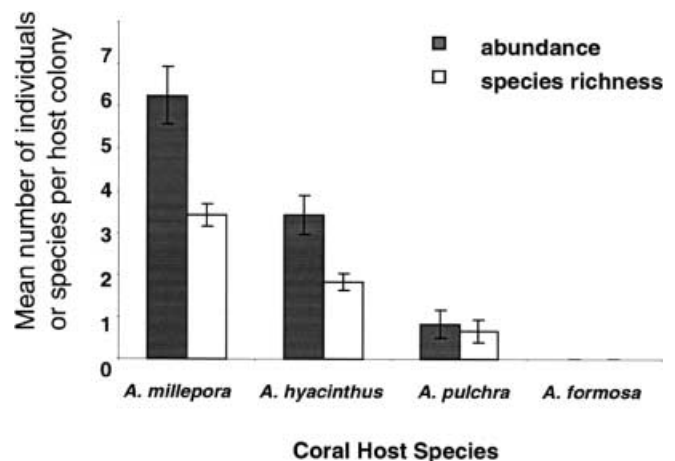 Mean number of individuals
or species per host colony
7
6
5
4
3
2
1
0
abundance
species richness
A. millepora A. hyacinthus A. pulchra A. formosa
Coral Host Species